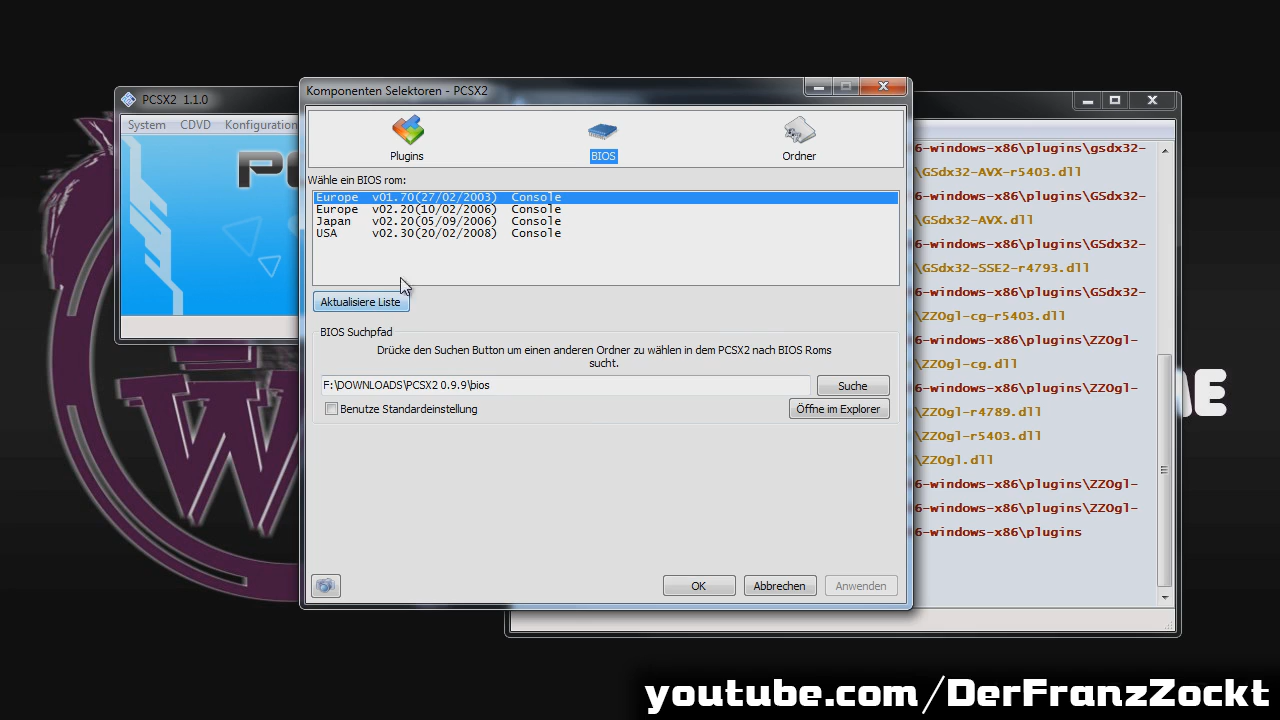 PCSX2 1.1.0
System CDVD Konfiguration
Komponenten Selektoren - PCSX2
Plugins
BIOS
Ordner
Wähle ein BIOS rom:
Europe v01.70(27/02/2003) Console
Europe v02.20(10/02/2006) Console
Japan v02.20(05/09/2006) Console
USA v02.30(20/02/2008) Console
Aktualisiere Liste
BIOS Suchpfad
Drücke den Suchen Button um einen anderen Ordner zu wählen in dem PCSX2 nach BIOS Roms
sucht.
F:\DOWNLOADS\PCSX2 0.9.9\bios
Suche
Benutze Standardeinstellung
Öffne im Explorer
OK
Abbrechen
Anwenden
6-windows-x86\plugins\gsdx32-
\GSdx32-AVX-r5403.dll
6-windows-x86\plugins\GSdx32-
\GSdx32-AVX.dll
6-windows-x86\plugins\GSdx32-
\GSdx32-SSE2-r4793.dll
6-windows-x86\plugins\GSdx32-
\ZZOgl-cg-r5403.dll
6-windows-x86\plugins\ZZOgl-
\ZZOgl-cg.dll
6-windows-x86\plugins\ZZOgl-
\ZZOgl-r4789.dll
\ZZOgl-r5403.dll
\ZZOgl.dll
6-windows-x86\plugins\ZZOgl-
6-windows-x86\plugins\ZZOgl-
6-windows-x86\plugins
youtube.com/DerFranzZockt